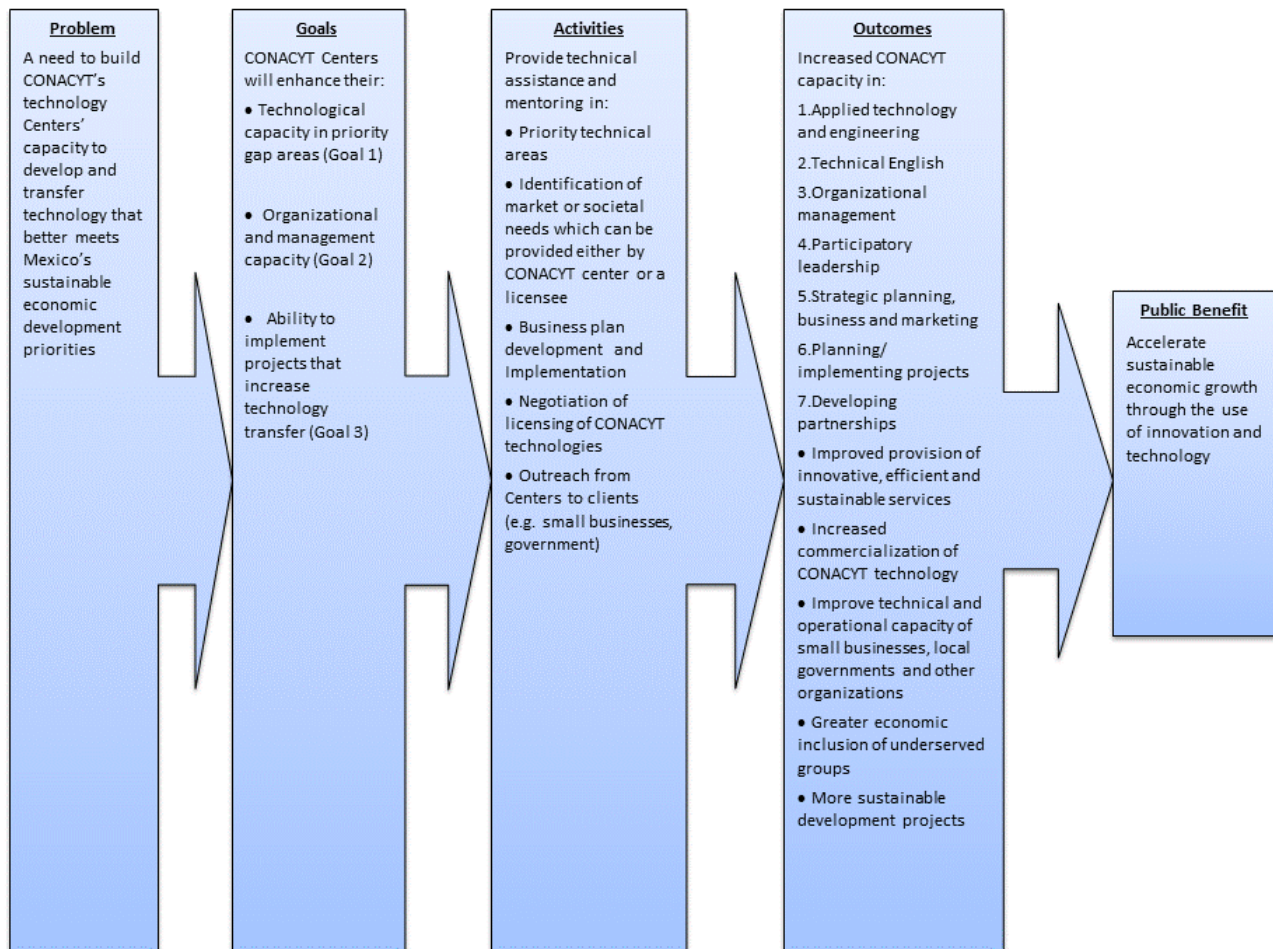 Problem
A need to build
CONACYT's
technology
Centers'
capacity to
develop and
transfer
technology that
better meets
Mexico's
sustainable
economic
development
priorities
Goals
CONACYT Centers
will enhance their:
• Technological
capacity in priority
gap areas (Goal 1)
• Organizational
and management
capacity (Goal 2)
• Ability to
implement
projects that
increase
technology
transfer (Goal 3)
Activities
Provide technical
assistance and
mentoring in:
• Priority technical
areas
• Identification of
market or societal
needs which can be
provided either by
CONACYT center or a
licensee
• Business plan
development and
Implementation
• Negotiation of
licensing of CONACYT
technologies
• Outreach from
Centers to clients
(e.g. small businesses,
government)
Outcomes
Increased CONACYT
capacity in:
1.Applied technology
and engineering
2.Technical English
3.Organizational
management
4.Participatory
leadership
5.Strategic planning,
business and marketing
6.Planning/
implementing projects
7.Developing
partnerships
• Improved provision of
innovative, efficient and
sustainable services
• Increased
commercialization of
CONACYT technology
• Improve technical and
operational capacity of
small businesses, local
governments and other
organizations
• Greater economic
inclusion of underserved
groups
• More sustainable
development projects
Public Benefit
Accelerate
sustainable
economic growth
through the use
of innovation and
technology